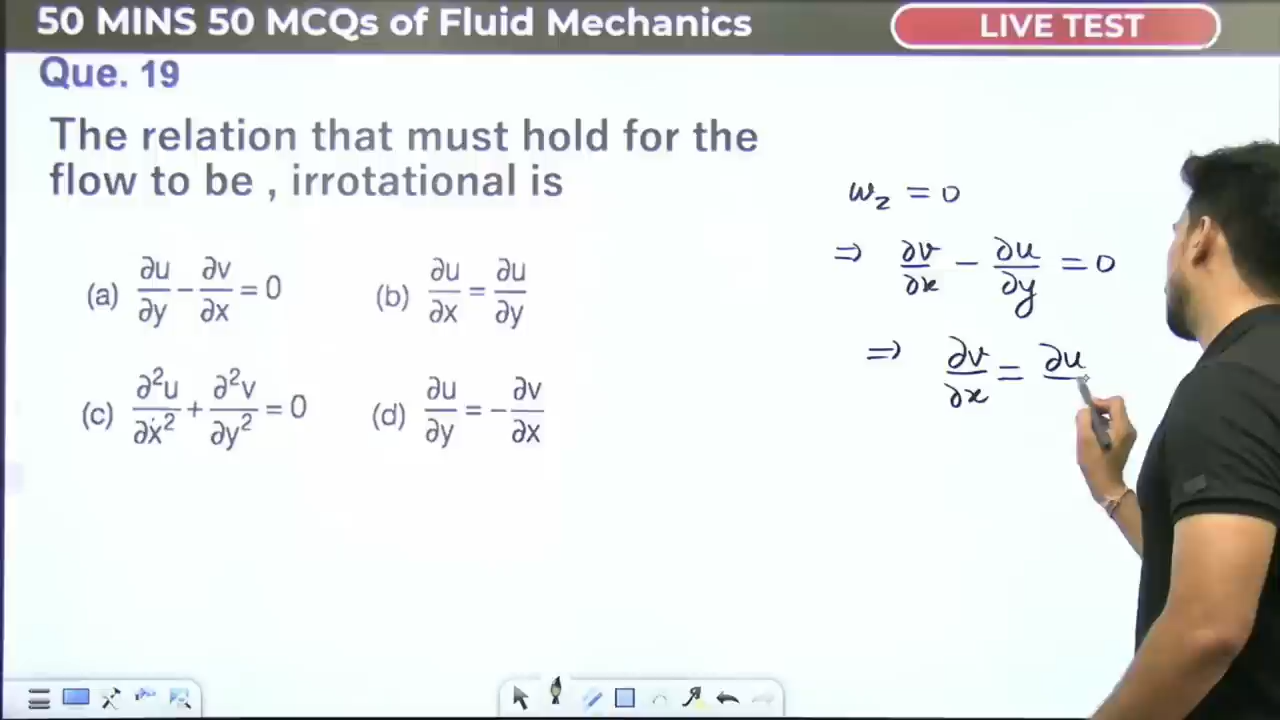 50 MINS 50 MCQs of Fluid Mechanics
LIVE TEST
Que. 19
The relation that must hold for the
flow to be , irrotational is
(a) ∂u/∂y − ∂v/∂x = 0
(b) ∂u/∂x = ∂u/∂y
(c) ∂²u/∂x² + ∂²v/∂y² = 0
(d) ∂u/∂y = −∂v/∂x
ω_z = 0
⇒ ∂v/∂x − ∂u/∂y = 0
⇒ ∂v/∂x = ∂u